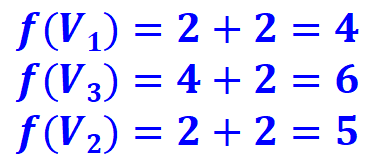 f(V₁) = 2 + 2 = 4
f(V₃) = 4 + 2 = 6
f(V₂) = 2 + 2 = 5